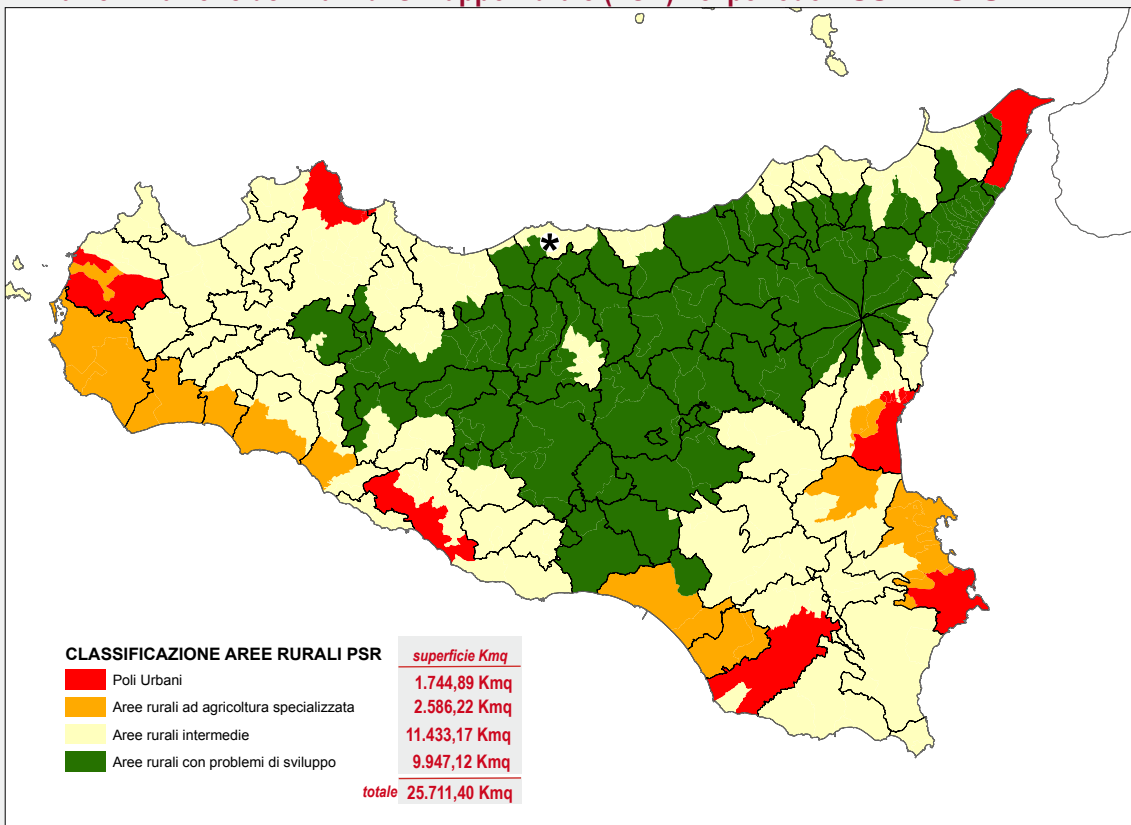 CLASSIFICAZIONE AREE RURALI PSR superficie Kmq
Poli Urbani 1.744,89 Kmq
Aree rurali ad agricoltura specializzata 2.586,22 Kmq
Aree rurali intermedie 11.433,17 Kmq
Aree rurali con problemi di sviluppo 9.947,12 Kmq
totale 25.711,40 Kmq